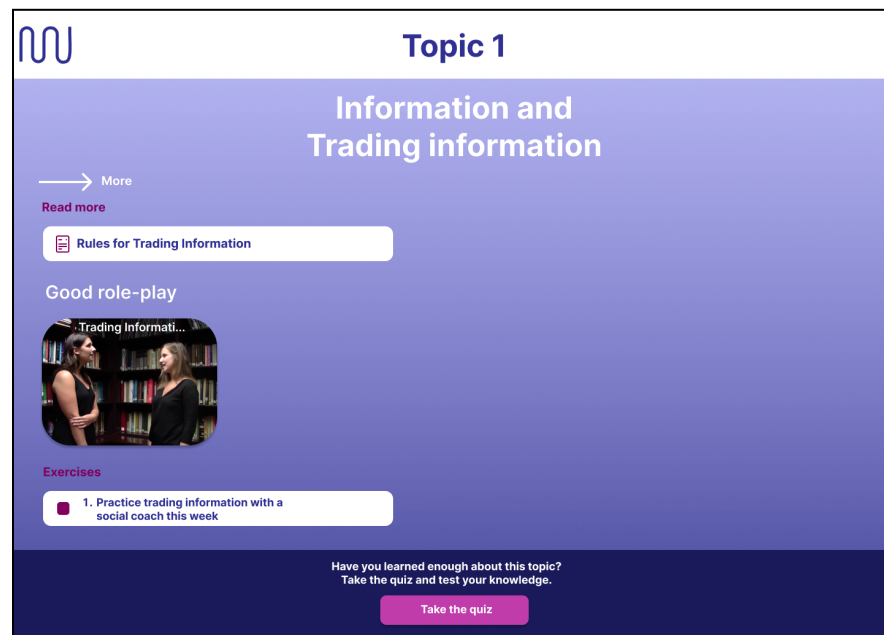 Topic 1
Information and
Trading information
More
Read more
Rules for Trading Information
Good role-play
Trading Informati...
Exercises
1. Practice trading information with a
social coach this week
Have you learned enough about this topic?
Take the quiz and test your knowledge.
Take the quiz